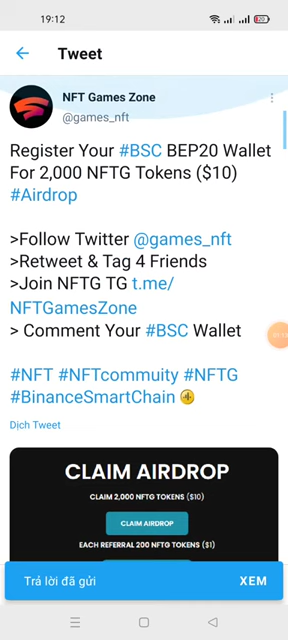 19:12
Tweet
NFT Games Zone
@games_nft
Register Your #BSC BEP20 Wallet
For 2,000 NFTG Tokens ($10)
#Airdrop
>Follow Twitter @games_nft
>Retweet & Tag 4 Friends
>Join NFTG TG t.me/
NFTGamesZone
> Comment Your #BSC Wallet
#NFT #NFTcommuity #NFTG
#BinanceSmartChain
Dịch Tweet
CLAIM AIRDROP
CLAIM 2,000 NFTG TOKENS ($10)
CLAIM AIRDROP
EACH REFERRAL 200 NFTG TOKENS ($1)
Trả lời đã gửi XEM